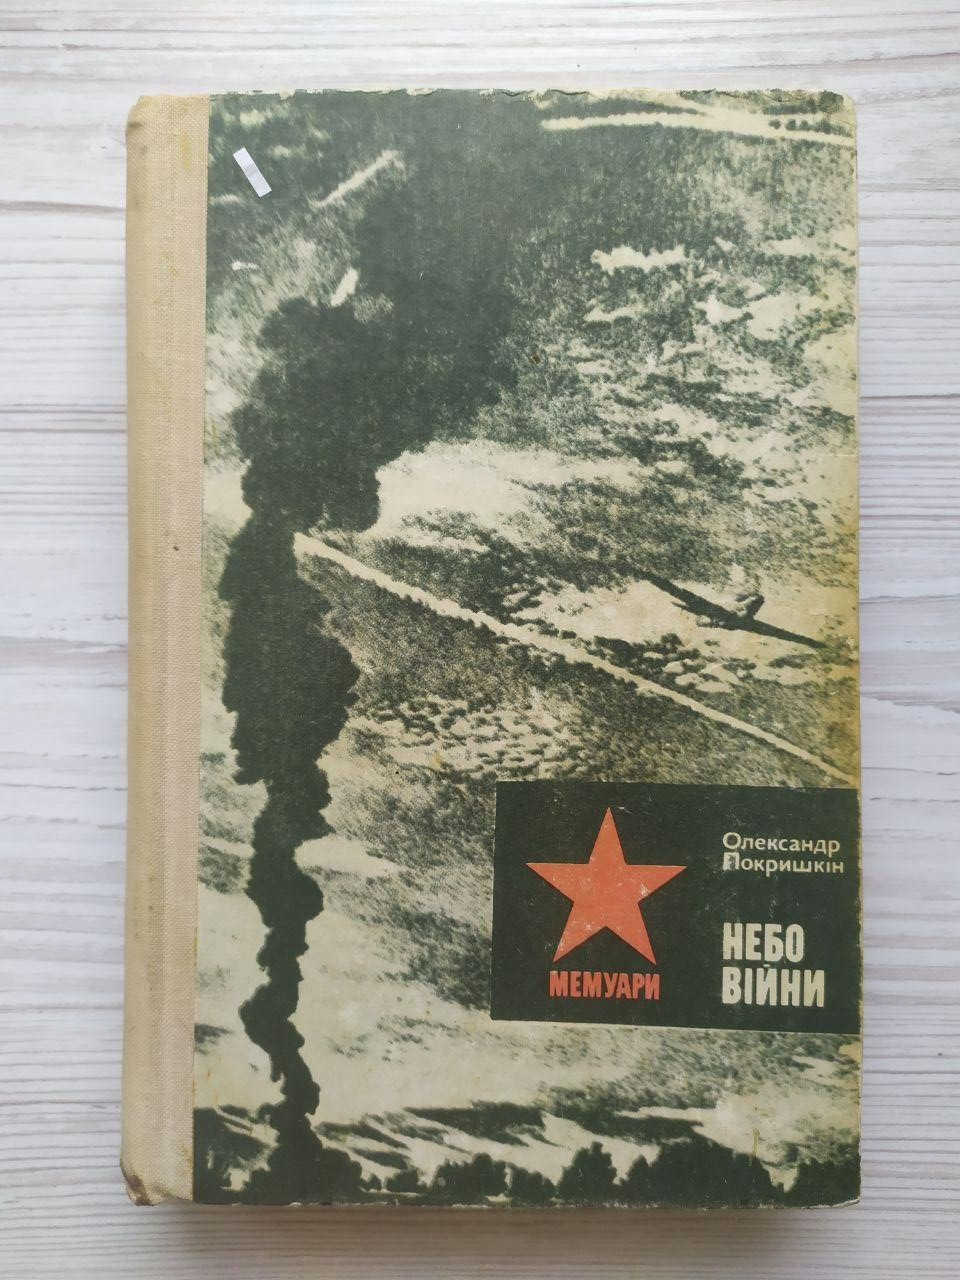 Олександр
Покришкін
НЕБО
ВІЙНИ
МЕМУАРИ